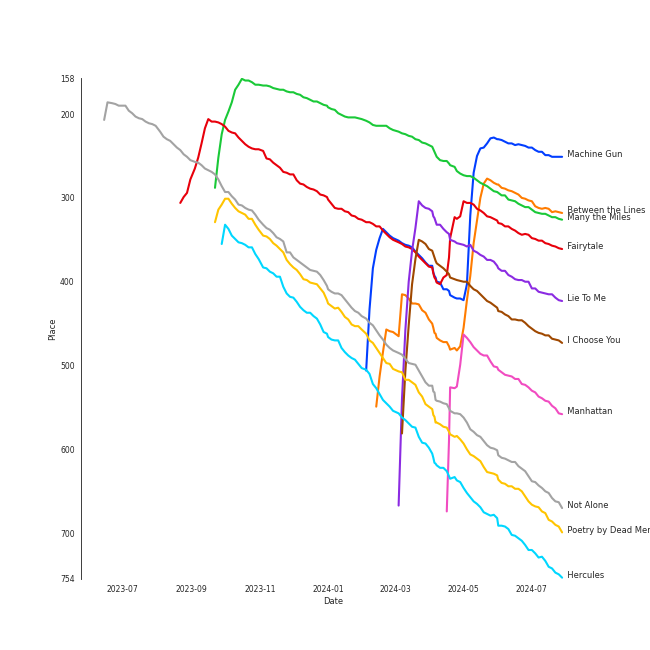 158
200
300
400
500
600
700
754
Place
2023-07
2023-09
2023-11
2024-01
2024-03
2024-05
2024-07
Date
Machine Gun
Between the Lines
Many the Miles
Fairytale
Lie To Me
I Choose You
Manhattan
Not Alone
Poetry by Dead Men
Hercules